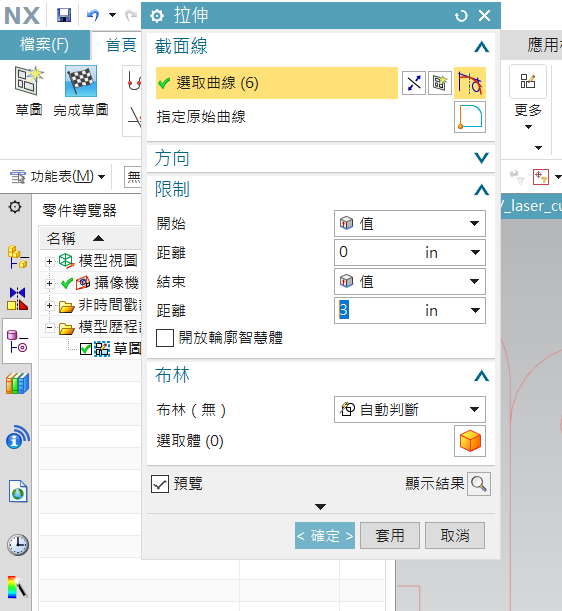 NX
拉伸
檔案(F)
首頁
應用
草圖
完成草圖
更多
功能表(M)
無
零件導覽器
/_laser_cu
名稱
模型視圖
攝像機
非時間戳
模型歷程
草圖
截面線
選取曲線 (6)
指定原始曲線
方向
限制
開始
值
距離
0 in
結束
值
距離
3 in
開放輪廓智慧體
布林
布林 ( 無 )
自動判斷
選取體 (0)
預覽
顯示結果
< 確定 >
套用
取消